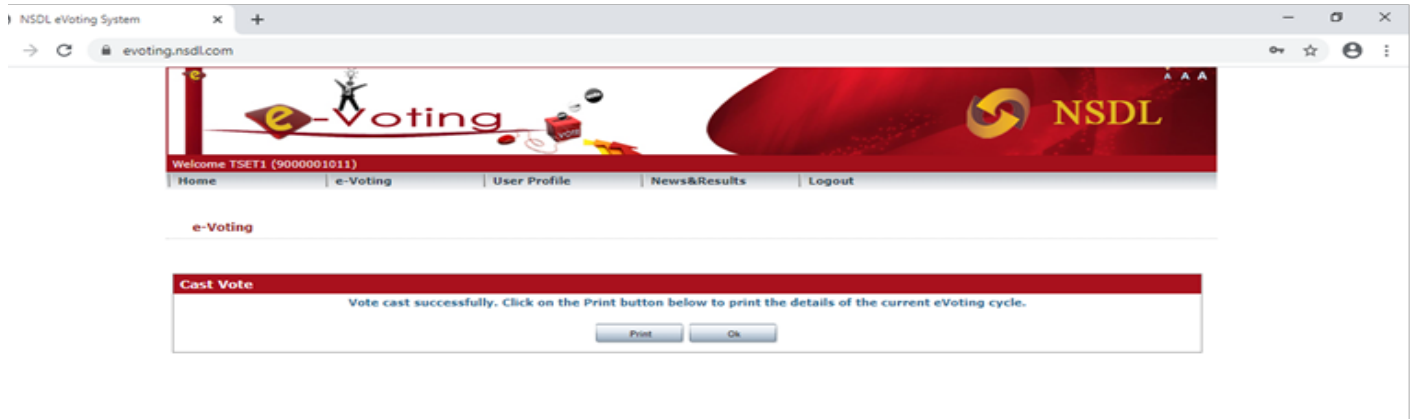 NSDL eVoting System
evoting.nsdl.com
A A A
e-Voting
VOTE
NSDL
Welcome TSET1 (9000001011)
Home e-Voting User Profile News&Results Logout
e-Voting
Cast Vote
Vote cast successfully. Click on the Print button below to print the details of the current eVoting cycle.
Print Ok